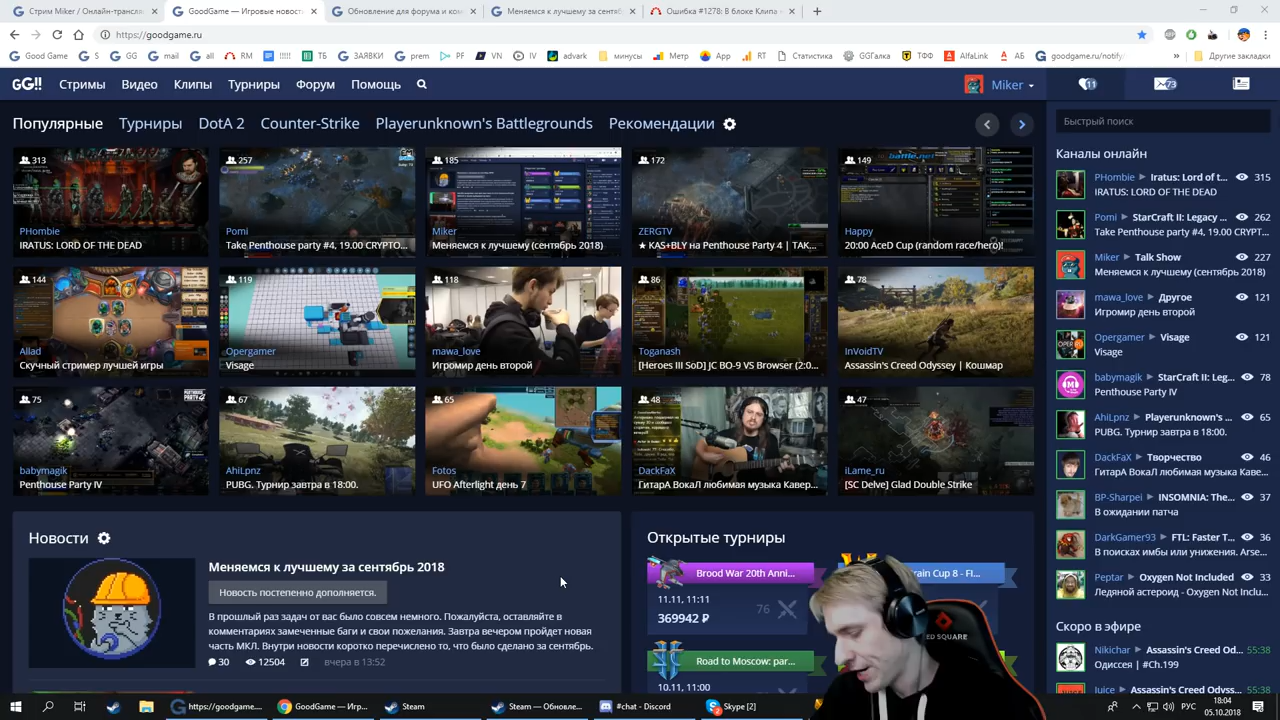 Стрим Miker / Онлайн-трансля
GoodGame — Игровые новост
Обновление для форума и ком
Меняемся к лучшему за сентяб
Ошибка #1278: В блоке Клипа
https://goodgame.ru
Good Game
S
GG
mail
all
RM
!!!!!
ТБ
ЗАЯВКИ
prem
PF
VN
IV
advark
минусы
Метр
App
RT
GGГалка
ТФФ
AlfaLink
АБ
goodgame.ru/notify
Другие закладки
GG!!
Стримы
Видео
Клипы
Турниры
Форум
Помощь
Miker
11
73
Популярные
Турниры
DotA 2
Counter-Strike
Playerunknown's Battlegrounds
Рекомендации
313
PHombie
IRATUS: LORD OF THE DEAD
257
Pomi
Take Penthouse party #4, 19.00 CRYPTO...
185
Miker
Меняемся к лучшему (сентябрь 2018)
172
ZERGTV
★ KAS+BLY на Penthouse Party 4 | TAK...
149
battle.net
Happy
20:00 AceD Cup (random race/hero)!
144
Allad
Скучный стример лучшей игры
119
Opergamer
Visage
118
mawa_love
Игромир день второй
86
Toganash
[Heroes III SoD] JC BO-9 VS Browser (2:0...
78
InVoidTV
Assassin's Creed Odyssey | Кошмар
75
babymagik
Penthouse Party IV
67
AhiLpnz
PUBG. Турнир завтра в 18:00.
65
Fotos
UFO Afterlight день 7
48
DackFaX
ГитарА ВокаЛ любимая музыка Кавер...
47
iLame_ru
[SC Delve] Glad Double Strike
Новости
Меняемся к лучшему за сентябрь 2018
Новость постепенно дополняется.
В прошлый раз задач от вас было совсем немного. Пожалуйста, оставляйте в
комментариях замеченные баги и свои пожелания. Завтра вечером пройдет новая
часть МКЛ. Внутри новости коротко перечислено то, что было сделано за сентябрь.
30
12504
вчера в 13:52
Открытые турниры
Brood War 20th Anni...
11.11, 11:11
369942 ₽
76
rain Cup 8 - FI...
Road to Moscow: par...
10.11, 11:00
RED SQUARE
Быстрый поиск
Каналы онлайн
PHombie Iratus: Lord of t... 315
IRATUS: LORD OF THE DEAD
Pomi StarCraft II: Legacy ... 262
Take Penthouse party #4, 19.00 CRYPT...
Miker Talk Show 227
Меняемся к лучшему (сентябрь 2018)
mawa_love Другое 121
Игромир день второй
Opergamer Visage 121
Visage
babymagik StarCraft II: Leg... 78
Penthouse Party IV
AhiLpnz Playerunknown's ... 65
PUBG. Турнир завтра в 18:00.
DackFaX Творчество 46
ГитарА ВокаЛ любимая музыка Каве...
BP-Sharpei INSOMNIA: The... 37
В ожидании патча
DarkGamer93 FTL: Faster T... 36
В поисках имбы или унижения. Arse...
Peptar Oxygen Not Included 33
Ледяной астероид - Oxygen Not Inclu...
Скоро в эфире
Nikichar Assassin's Creed Od... 55:38
Одиссея | #Ch.199
Juice Assassin's Creed Odys... 55:38
https://goodgame....
GoodGame — Игр...
Steam
Steam — Обновле...
#chat - Discord
Skype [2]
РУС
18:04
05.10.2018